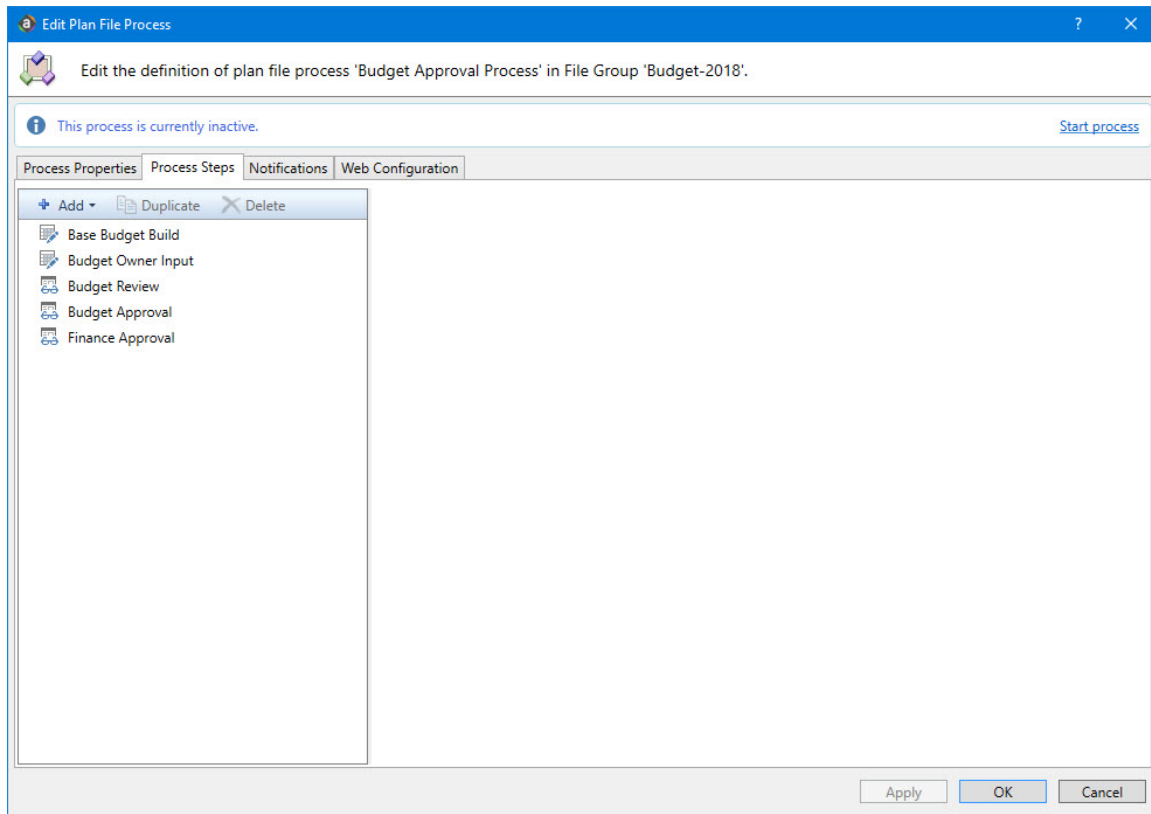 Edit Plan File Process
?
Edit the definition of plan file process 'Budget Approval Process' in File Group 'Budget-2018'.
This process is currently inactive. Start process
Process Properties Process Steps Notifications Web Configuration
Add Duplicate Delete
Base Budget Build
Budget Owner Input
Budget Review
Budget Approval
Finance Approval
Apply OK Cancel